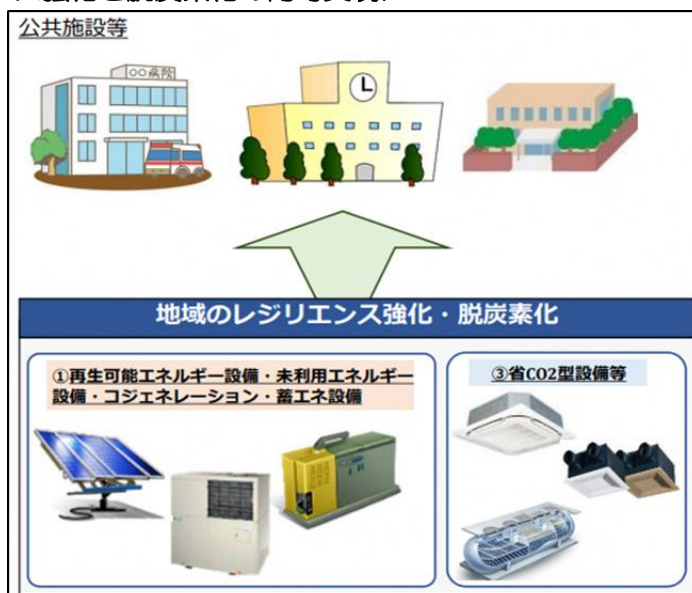 公共施設等
○○病院
地域のレジリエンス強化・脱炭素化
①再生可能エネルギー設備・未利用エネルギー
設備・コジェネレーション・蓄エネ設備
③省CO2型設備等